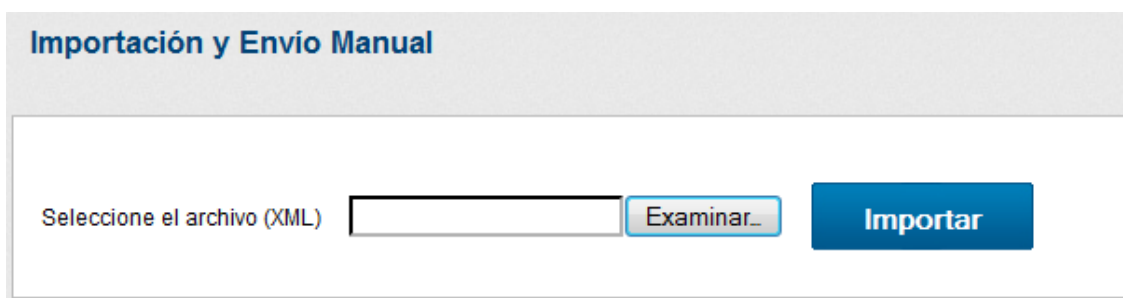 Importación y Envío Manual
Seleccione el archivo (XML) Examinar... Importar